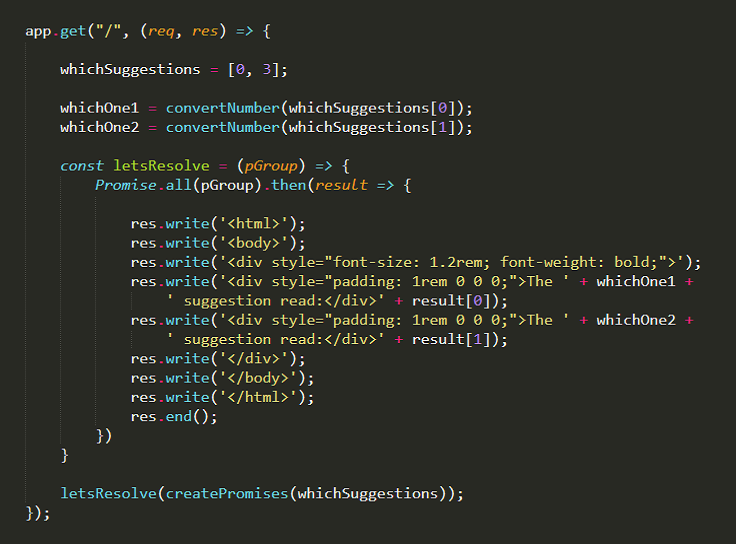 app.get("/", (req, res) => {
whichSuggestions = [0, 3];
whichOne1 = convertNumber(whichSuggestions[0]);
whichOne2 = convertNumber(whichSuggestions[1]);
const letsResolve = (pGroup) => {
Promise.all(pGroup).then(result => {
res.write('<html>');
res.write('<body>');
res.write('<div style="font-size: 1.2rem; font-weight: bold;">');
res.write('<div style="padding: 1rem 0 0 0;">The ' + whichOne1 +
' suggestion read:</div>' + result[0]);
res.write('<div style="padding: 1rem 0 0 0;">The ' + whichOne2 +
' suggestion read:</div>' + result[1]);
res.write('</div>');
res.write('</body>');
res.write('</html>');
res.end();
})
}
letsResolve(createPromises(whichSuggestions));
});